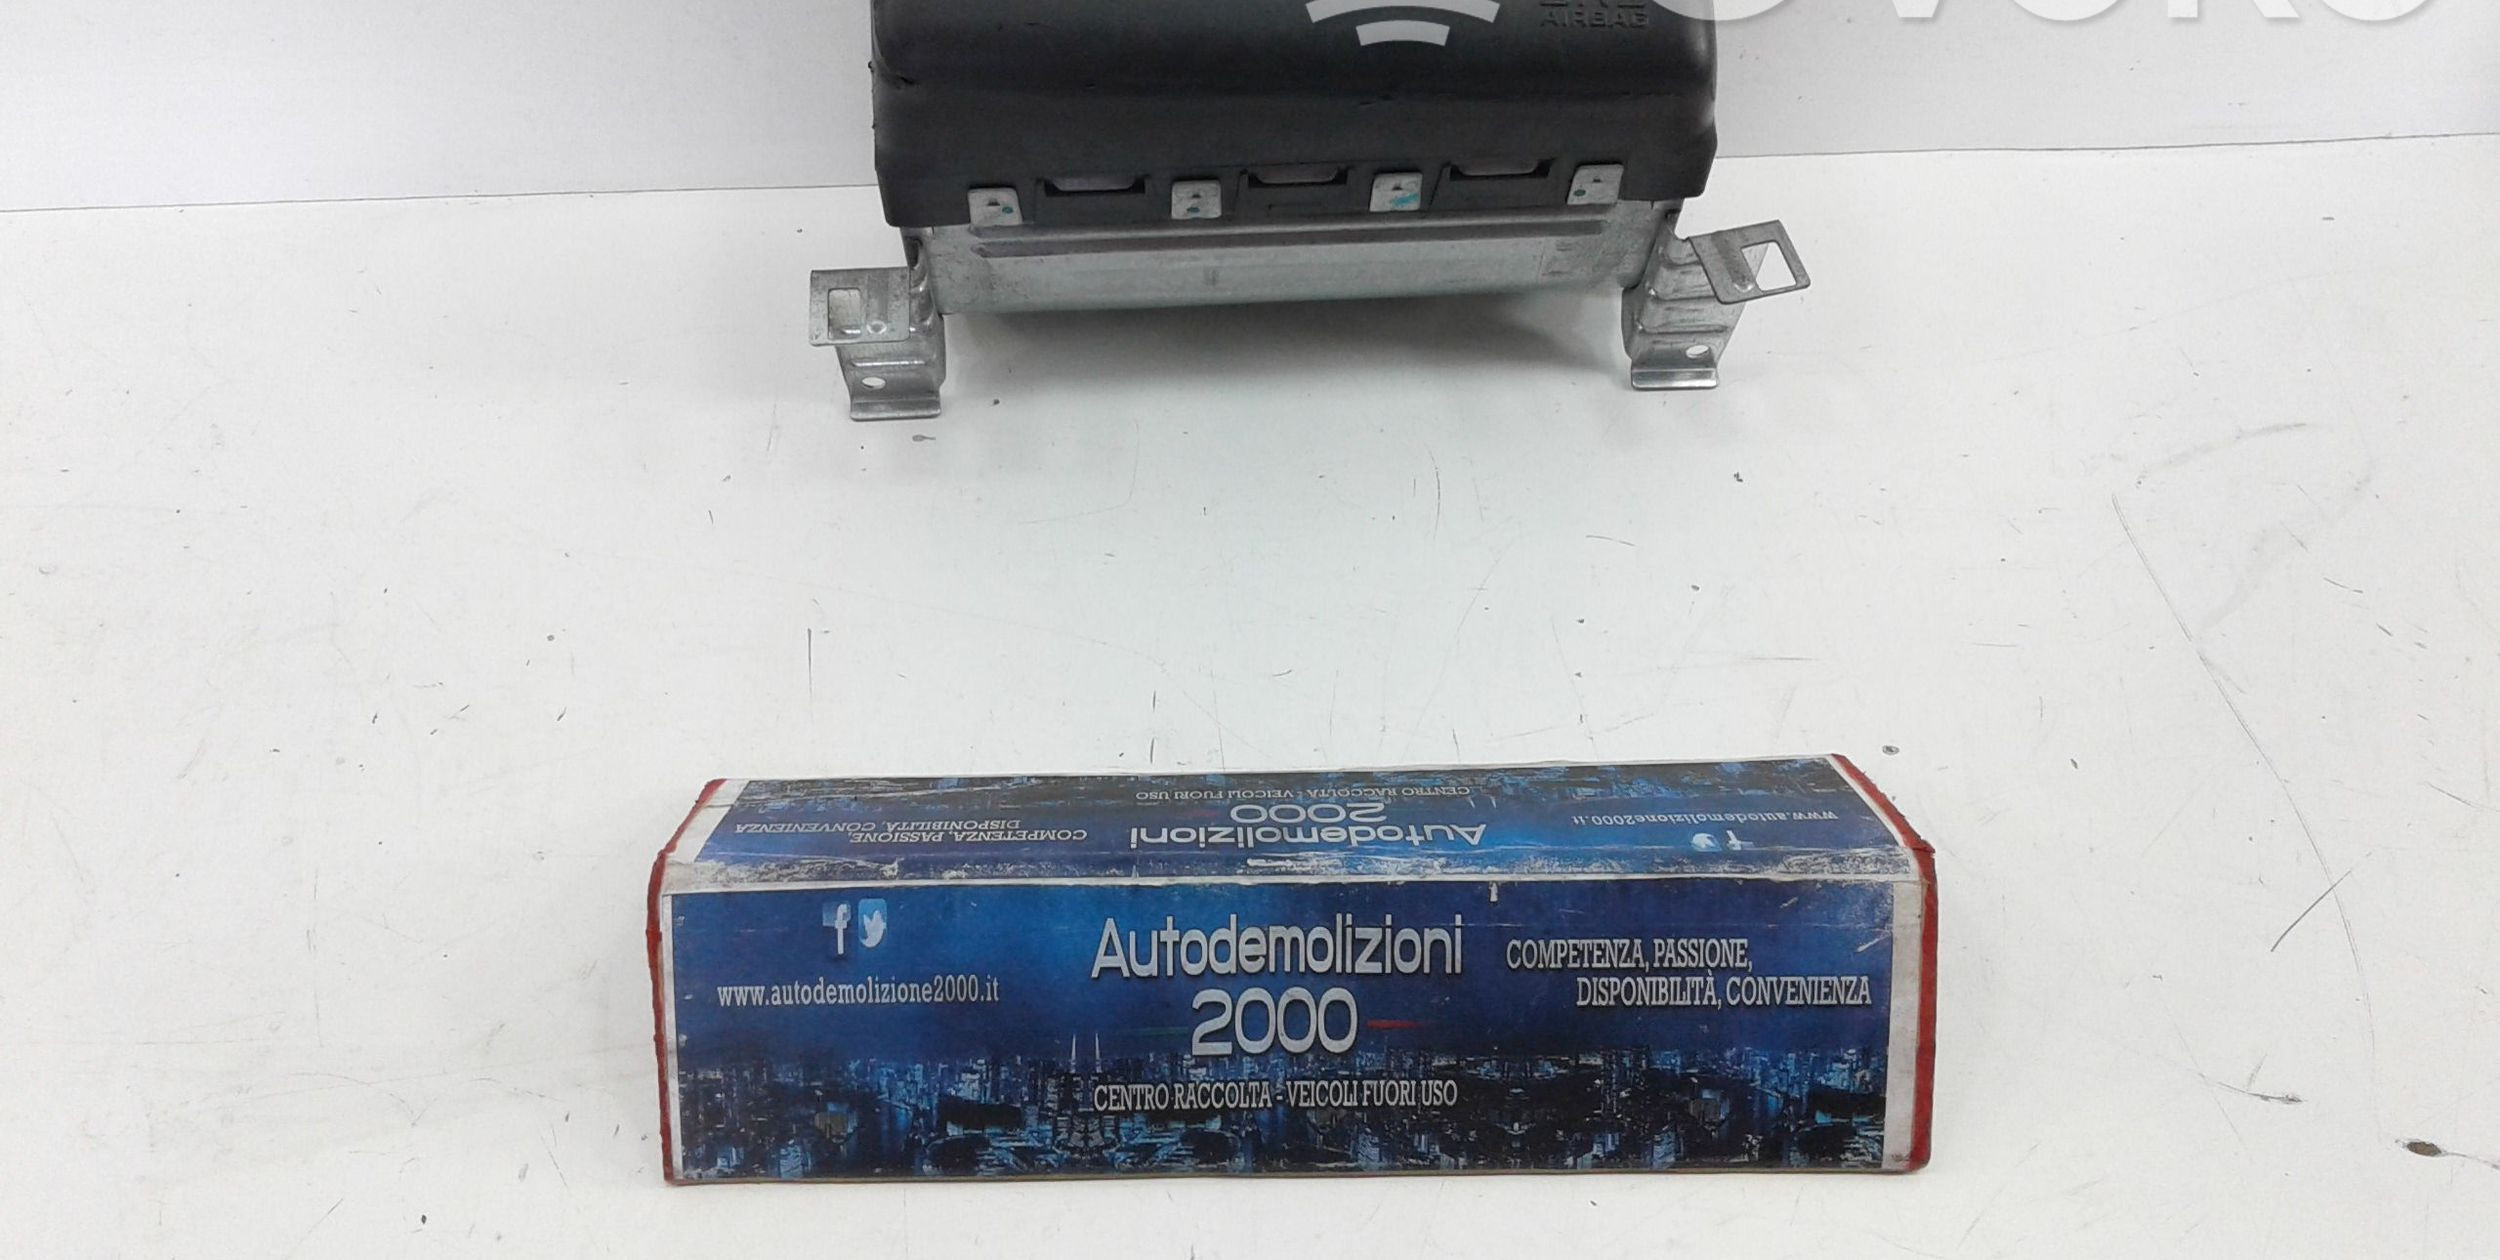 AIRBAG
CENTRO RACCOLTA - VEICOLI FUORI USO
2000
Autodemolizioni
COMPETENZA, PASSIONE,
DISPONIBILITÀ, CONVENIENZA
www.autodemolizione2000.it
f
f
www.autodemolizione2000.it
Autodemolizioni
2000
COMPETENZA, PASSIONE,
DISPONIBILITÀ, CONVENIENZA
CENTRO RACCOLTA - VEICOLI FUORI USO